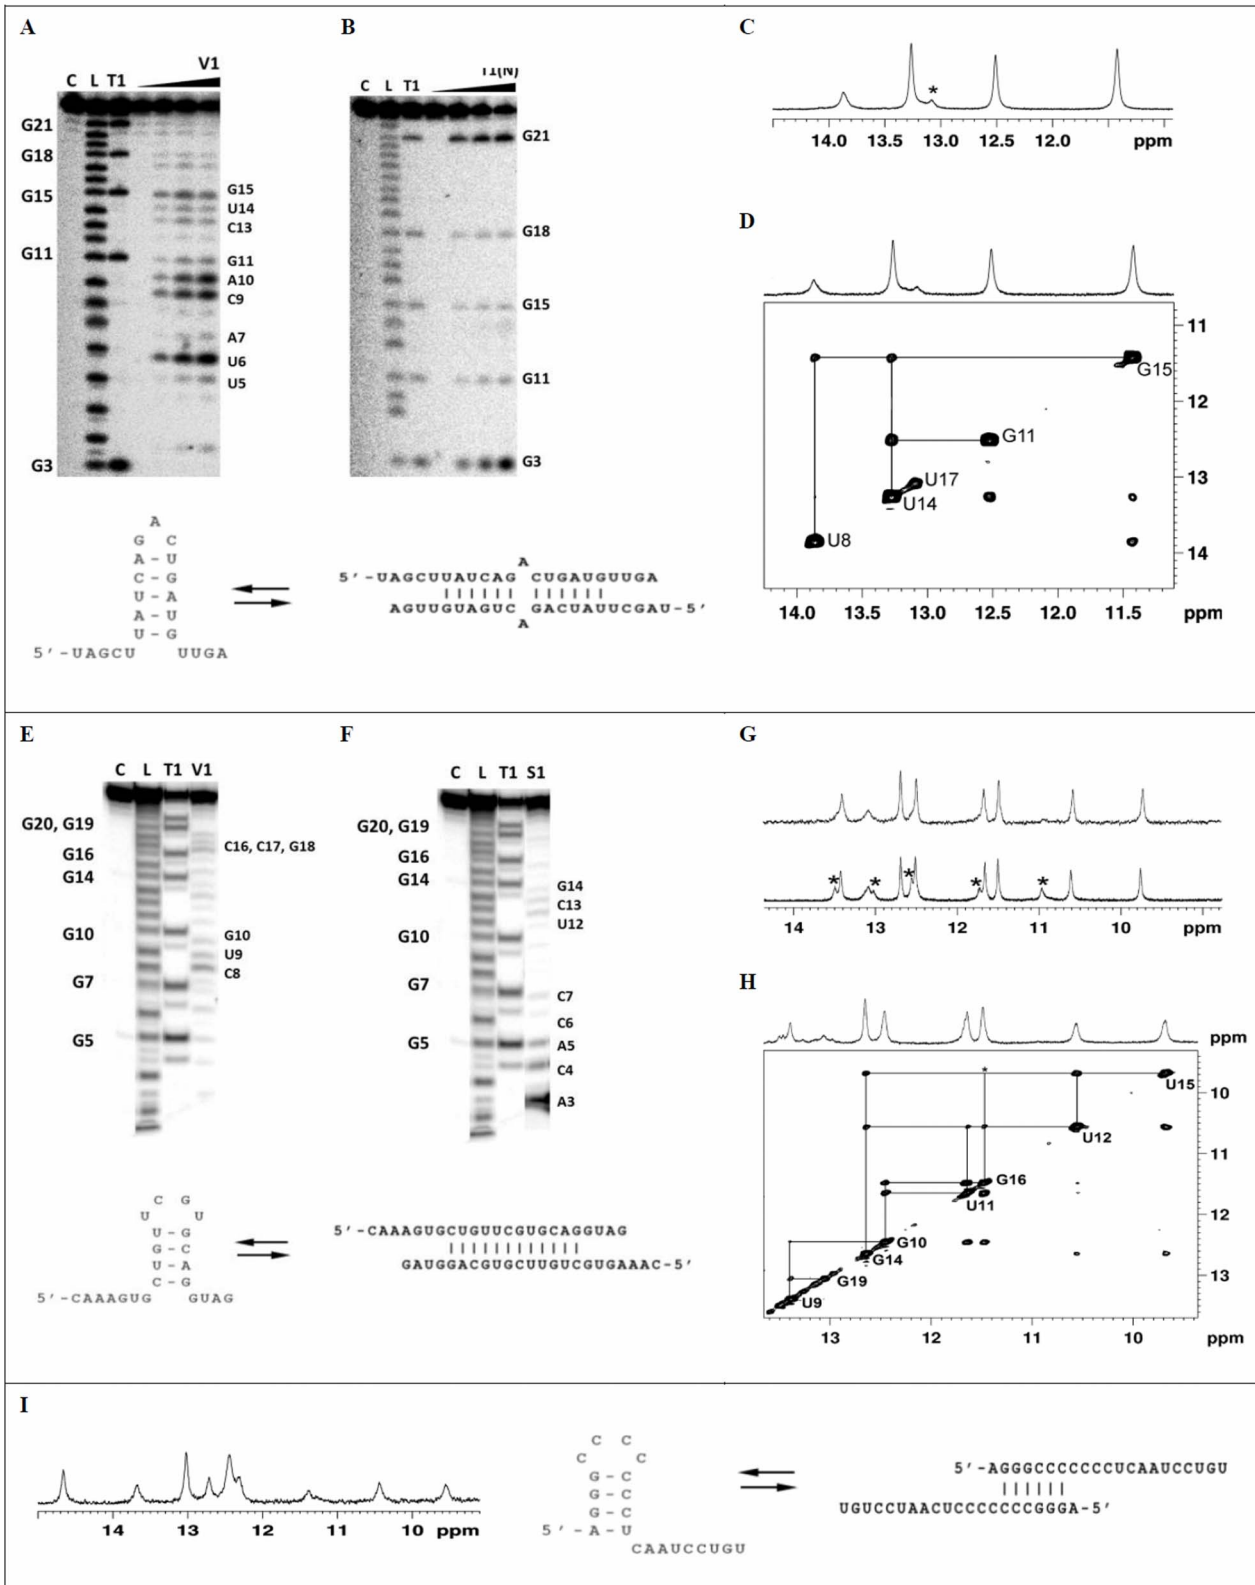 A
V1
C L T1
G21
G18
G15
G11
G3
G15
U14
C13
G11
A10
C9
A7
U6
U5
A
G C
A - U
C - G
U - A
A - U
U - G
5′-UAGCU UUGA
B
T1(N)
C L T1
G21
G18
G15
G11
G3
A
5′-UAUCAG CUGAUGUUGA
AGUUGUAGUC GACUAUUCGAU-5′
A
C
*
14.0 13.5 13.0 12.5 12.0 ppm
D
11
12
13
14
G15
G11
U17
U14
U8
14.0 13.5 13.0 12.5 12.0 11.5 ppm
E
C L T1 V1
G20, G19
G16
G14
G10
G7
G5
C16, C17, G18
G10
U9
C8
C G
U U
U G
G - C
U - A
C - G
5′-CAAAGUG GUAG
F
C L T1 S1
G20, G19
G16
G14
G10
G7
G5
G14
C13
U12
C7
C6
A5
C4
A3
5′-CAAAGUGCUGUUCGUGCAGGUAG
GAUGGACGUGCUUGUCGUGAAAC-5′
G
* * * * *
14 13 12 11 10 ppm
H
ppm
*
U15
U12
G16
U11
G10
G14
G19
U9
10
11
12
13
13 12 11 10 ppm
I
14 13 12 11 10 ppm
C C
C C
G - C
G - C
G - C
5′-A - U
CAAUCCUGU
5′-AGGGCCCCCCCUCAAUCCUGU
UGUCCUAACUCCCCCCCGGGA-5′